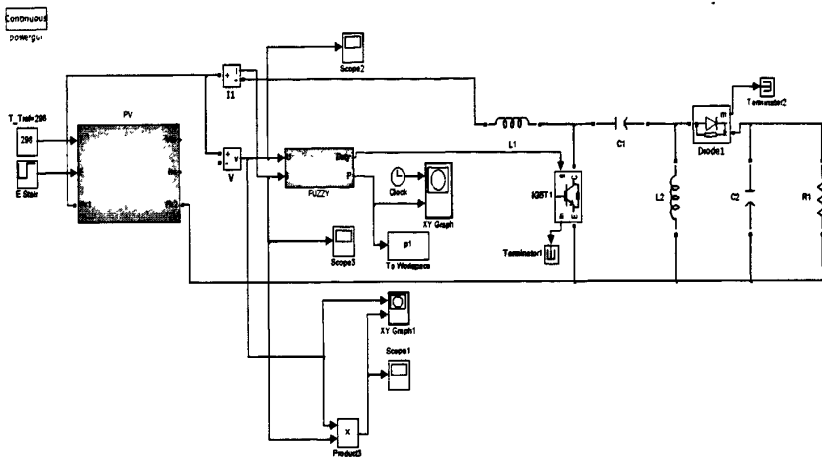 Continuous
powergui
Scope2
I1
T_Tref=298
PV
298
E Stair
V
v
Duty
P
FUZZY
Clock
XY Graph
L1
C1
Diode1
Terminator2
IGBT1
L2
C2
R1
Scope3
p1
To Workspace
Terminator1
XY Graph1
Scope1
x
Product3